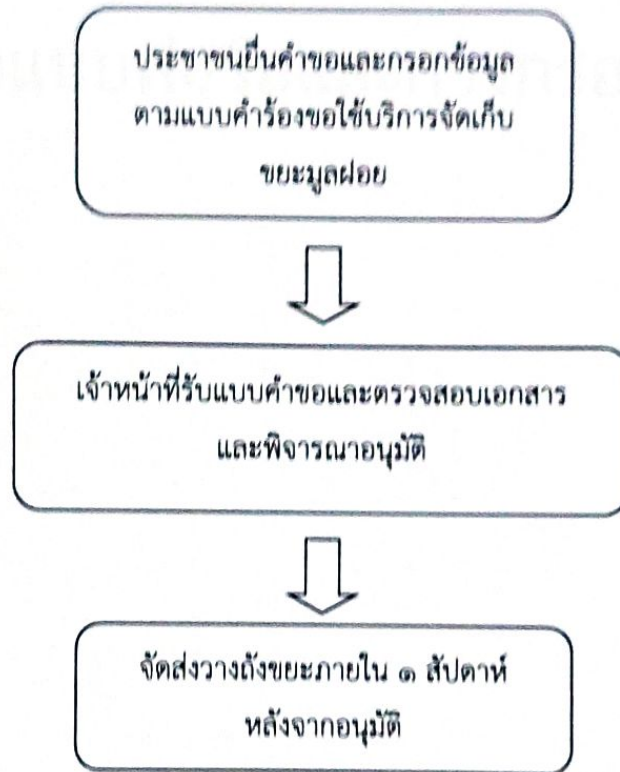 ประชาชนยื่นคำขอและกรอกข้อมูล
ตามแบบคำร้องขอใช้บริการจัดเก็บ
ขยะมูลฝอย
เจ้าหน้าที่รับแบบคำขอและตรวจสอบเอกสาร
และพิจารณาอนุมัติ
จัดส่งวางถังขยะภายใน ๑ สัปดาห์
หลังจากอนุมัติ